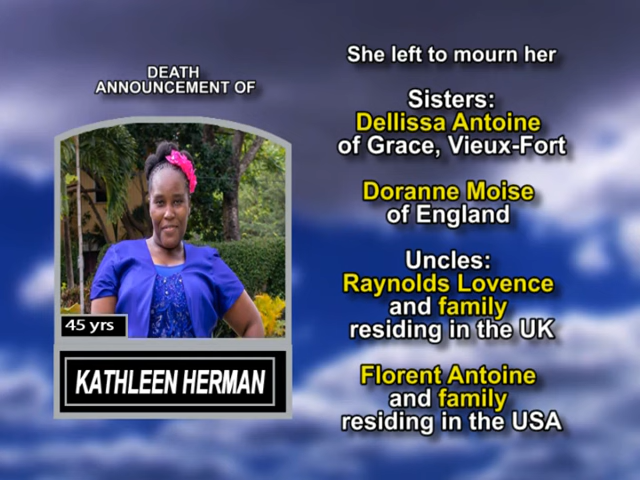 DEATH
ANNOUNCEMENT OF
45 yrs
KATHLEEN HERMAN
She left to mourn her
Sisters:
Dellissa Antoine
of Grace, Vieux-Fort
Doranne Moise
of England
Uncles:
Raynolds Lovence
and family
residing in the UK
Florent Antoine
and family
residing in the USA